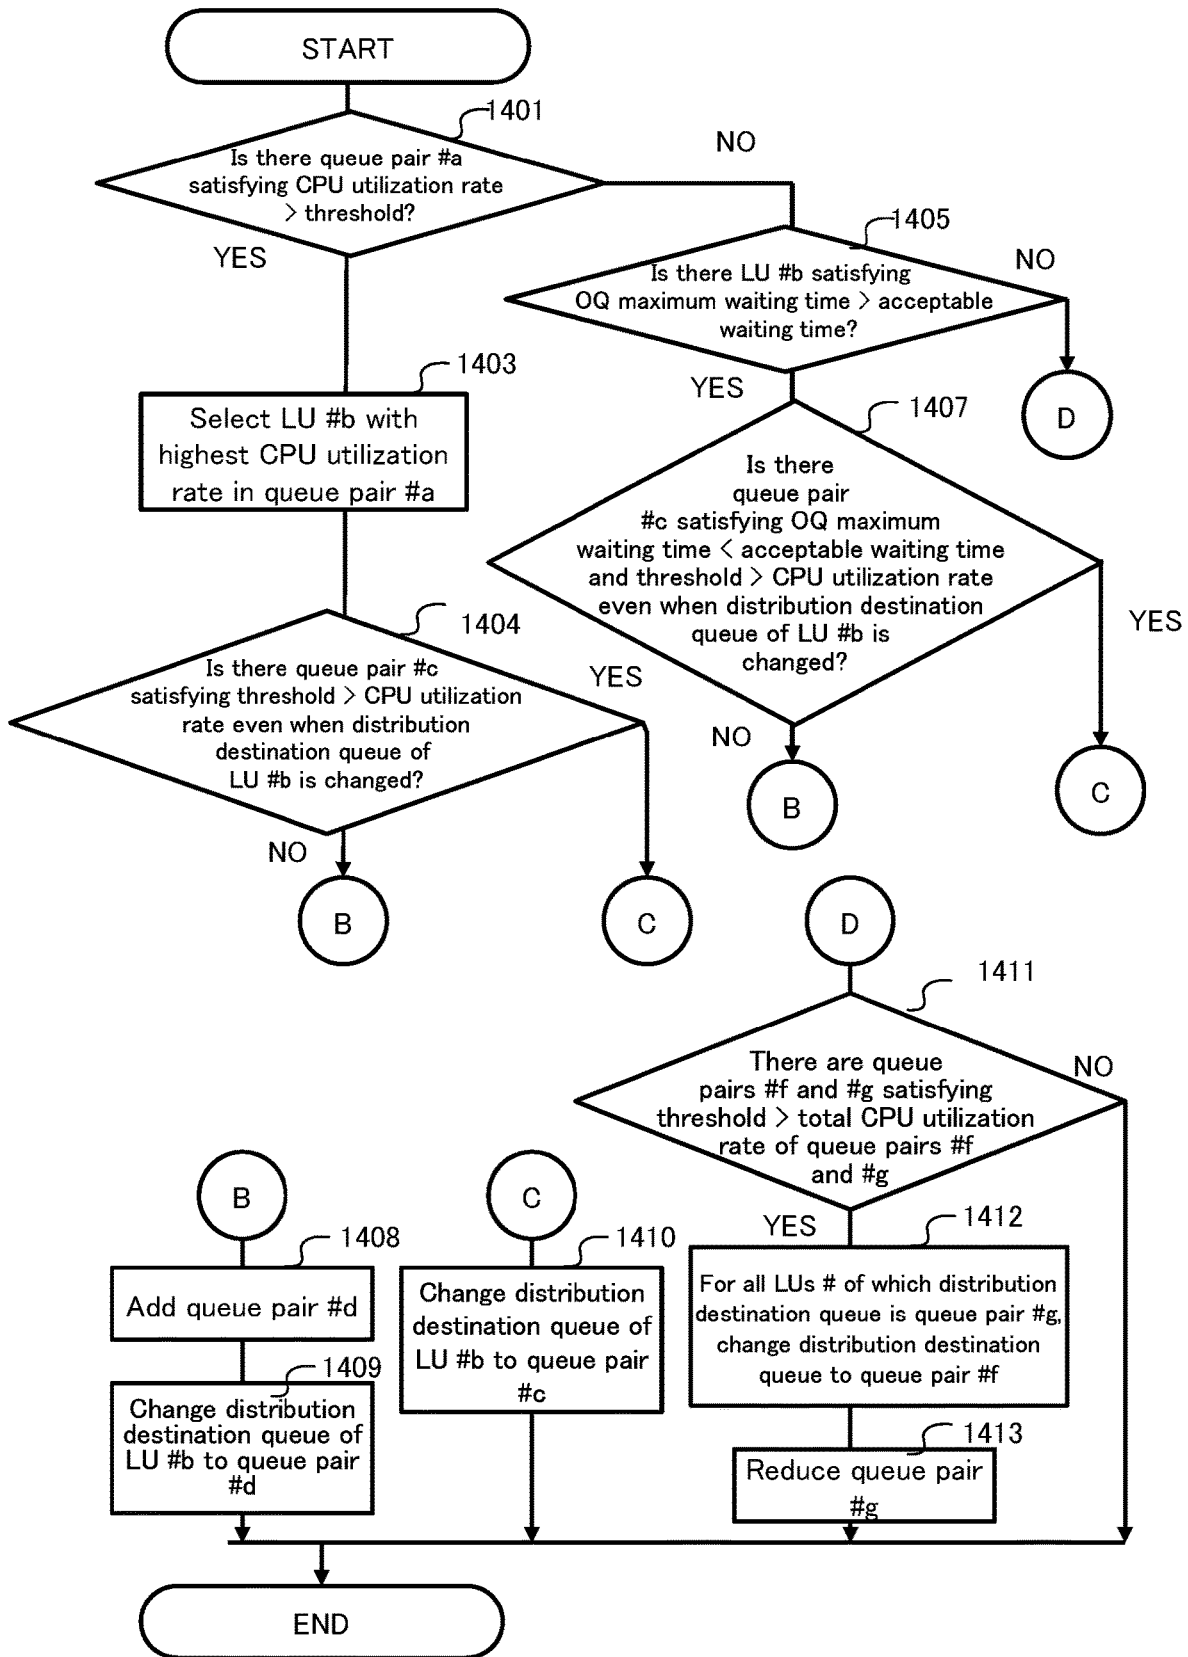 START
1401
Is there queue pair #a
satisfying CPU utilization rate
> threshold?
NO
YES
1405
Is there LU #b satisfying
OQ maximum waiting time > acceptable
waiting time?
NO
D
YES
1403
Select LU #b with
highest CPU utilization
rate in queue pair #a
1407
Is there
queue pair
#c satisfying OQ maximum
waiting time < acceptable waiting time
and threshold > CPU utilization rate
even when distribution destination
queue of LU #b is
changed?
YES
NO
B
C
1404
Is there queue pair #c
satisfying threshold > CPU utilization
rate even when distribution
destination queue of
LU #b is changed?
YES
NO
B
C
D
1411
There are queue
pairs #f and #g satisfying
threshold > total CPU utilization
rate of queue pairs #f
and #g
NO
YES
B
1408
Add queue pair #d
1409
Change distribution
destination queue of
LU #b to queue pair
#d
C
1410
Change distribution
destination queue of
LU #b to queue pair
#c
1412
For all LUs # of which distribution
destination queue is queue pair #g,
change distribution destination
queue to queue pair #f
1413
Reduce queue pair
#g
END